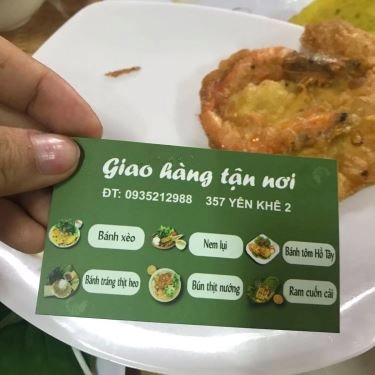 Giao hàng tận nơi
ĐT: 0935212988 357 YÊN KHÊ 2
Bánh xèo
Nem lụi
Bánh tôm Hồ Tây
Bánh tráng thịt heo
Bún thịt nướng
Ram cuốn cải